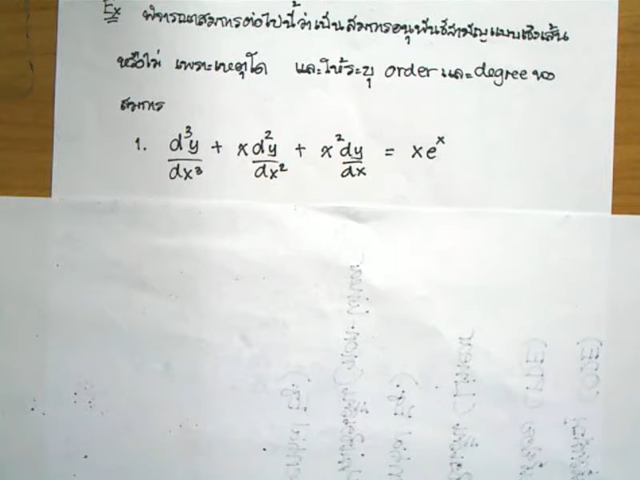 Ex พิจารณาสมการต่อไปนี้ว่าเป็นสมการอนุพันธ์สามัญแบบเชิงเส้น
หรือไม่ เพราะเหตุใด และให้ระบุ order และ degree ของ
สมการ
1. d³y/dx³ + x d²y/dx² + x² dy/dx = xeˣ